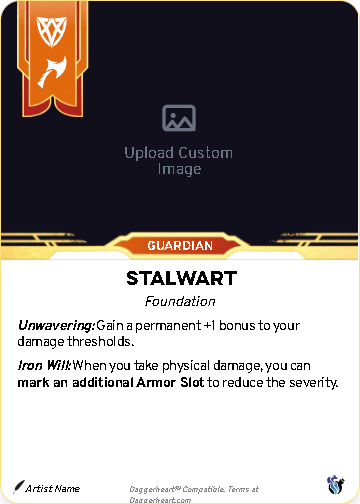 Upload Custom
Image
GUARDIAN
STALWART
Foundation
Unwavering: Gain a permanent +1 bonus to your
damage thresholds.
Iron Will: When you take physical damage, you can
mark an additional Armor Slot to reduce the severity.
Artist Name
Daggerheart™ Compatible. Terms at
Daggerheart.com